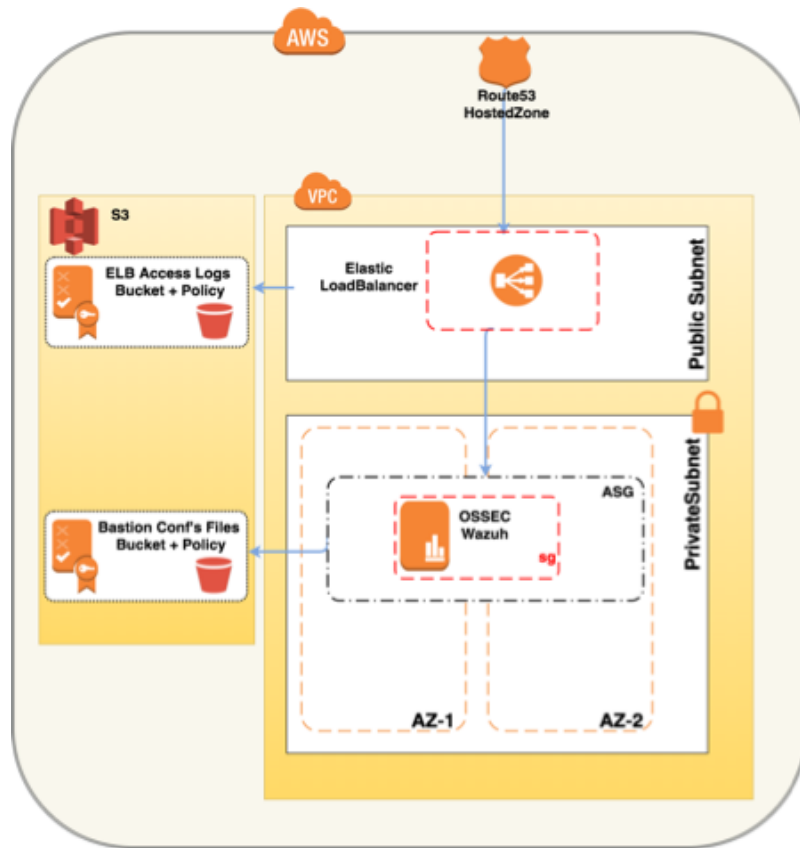 AWS
Route53
HostedZone
VPC
S3
ELB Access Logs
Bucket + Policy
Elastic
LoadBalancer
Public Subnet
Bastion Conf's Files
Bucket + Policy
ASG
OSSEC
Wazuh
sg
PrivateSubnet
AZ-1
AZ-2